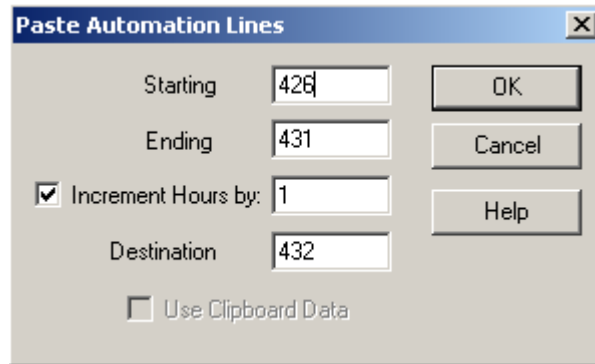 Paste Automation Lines
Starting 426 OK
Ending 431 Cancel
Increment Hours by: 1 Help
Destination 432
Use Clipboard Data